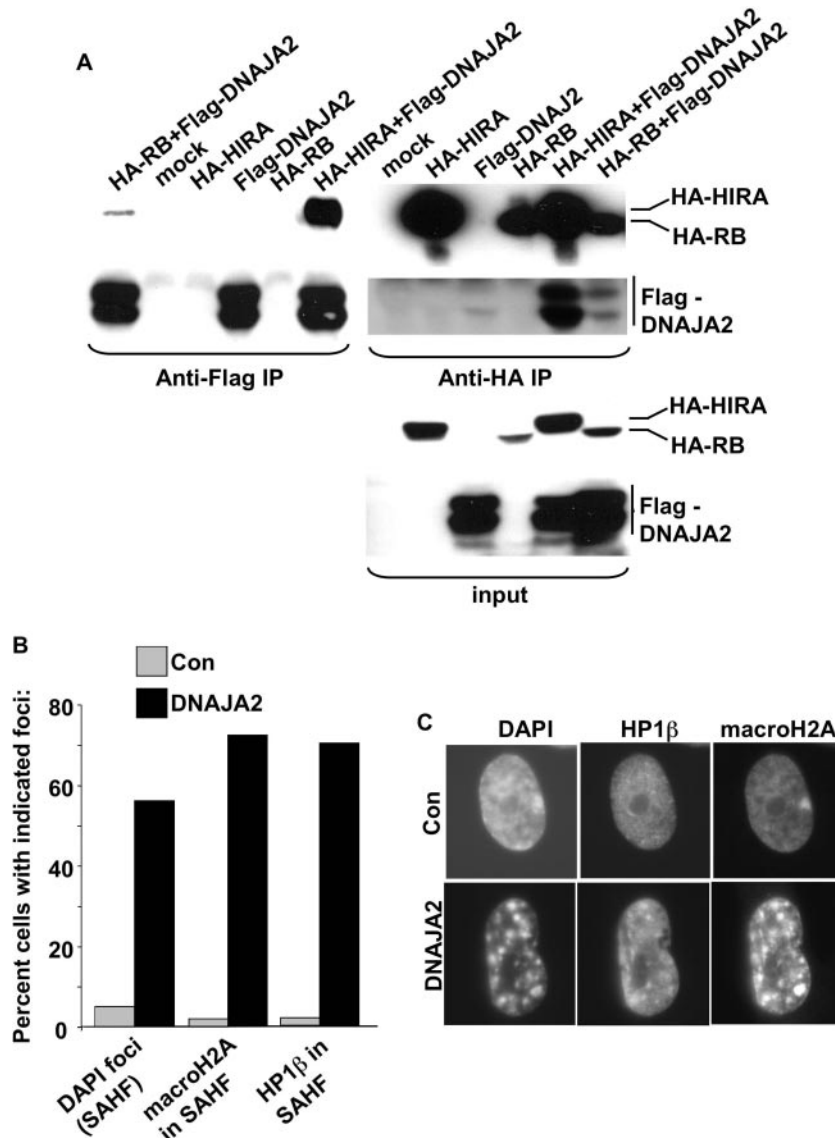 A
HA-RB+Flag-DNAJA2
mock
HA-HIRA
Flag-DNAJA2
HA-RB
HA-HIRA+Flag-DNAJA2
mock
HA-HIRA
Flag-DNAJ2
HA-RB
HA-HIRA+Flag-DNAJA2
HA-RB+Flag-DNAJA2
HA-HIRA
HA-RB
Flag -
DNAJA2
Anti-Flag IP
Anti-HA IP
HA-HIRA
HA-RB
Flag -
DNAJA2
input
B
Con
DNAJA2
Percent cells with indicated foci:
80
60
40
20
0
DAPI foci
(SAHF)
macroH2A
in SAHF
HP1β in
SAHF
C
DAPI
HP1β
macroH2A
Con
DNAJA2